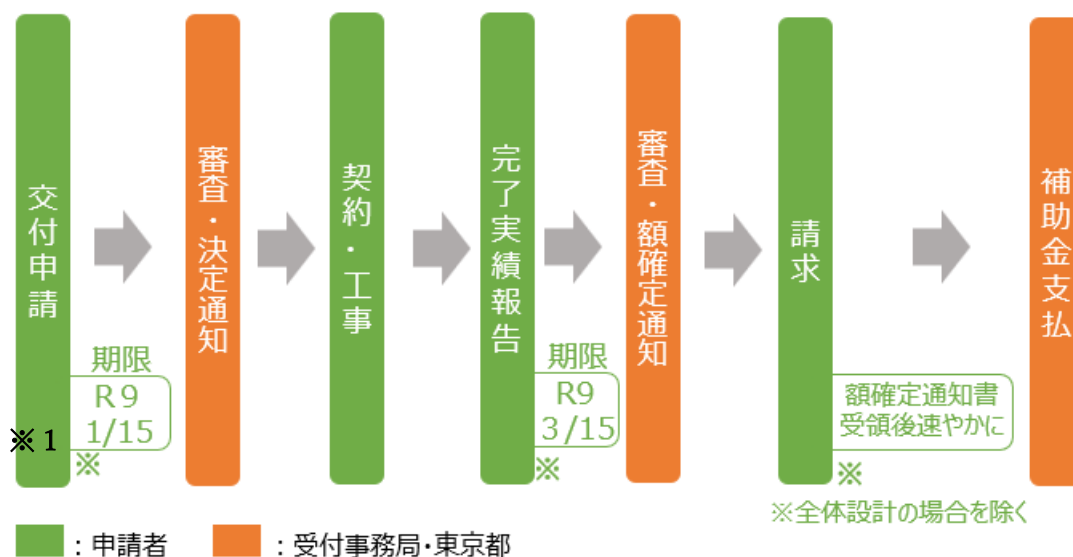 交付申請
期限
R9
1/15
※1
※
審査・決定通知
契約・工事
完了実績報告
期限
R9
3/15
※
審査・額確定通知
請求
額確定通知書
受領後速やかに
※
※全体設計の場合を除く
補助金支払
：申請者
：受付事務局・東京都